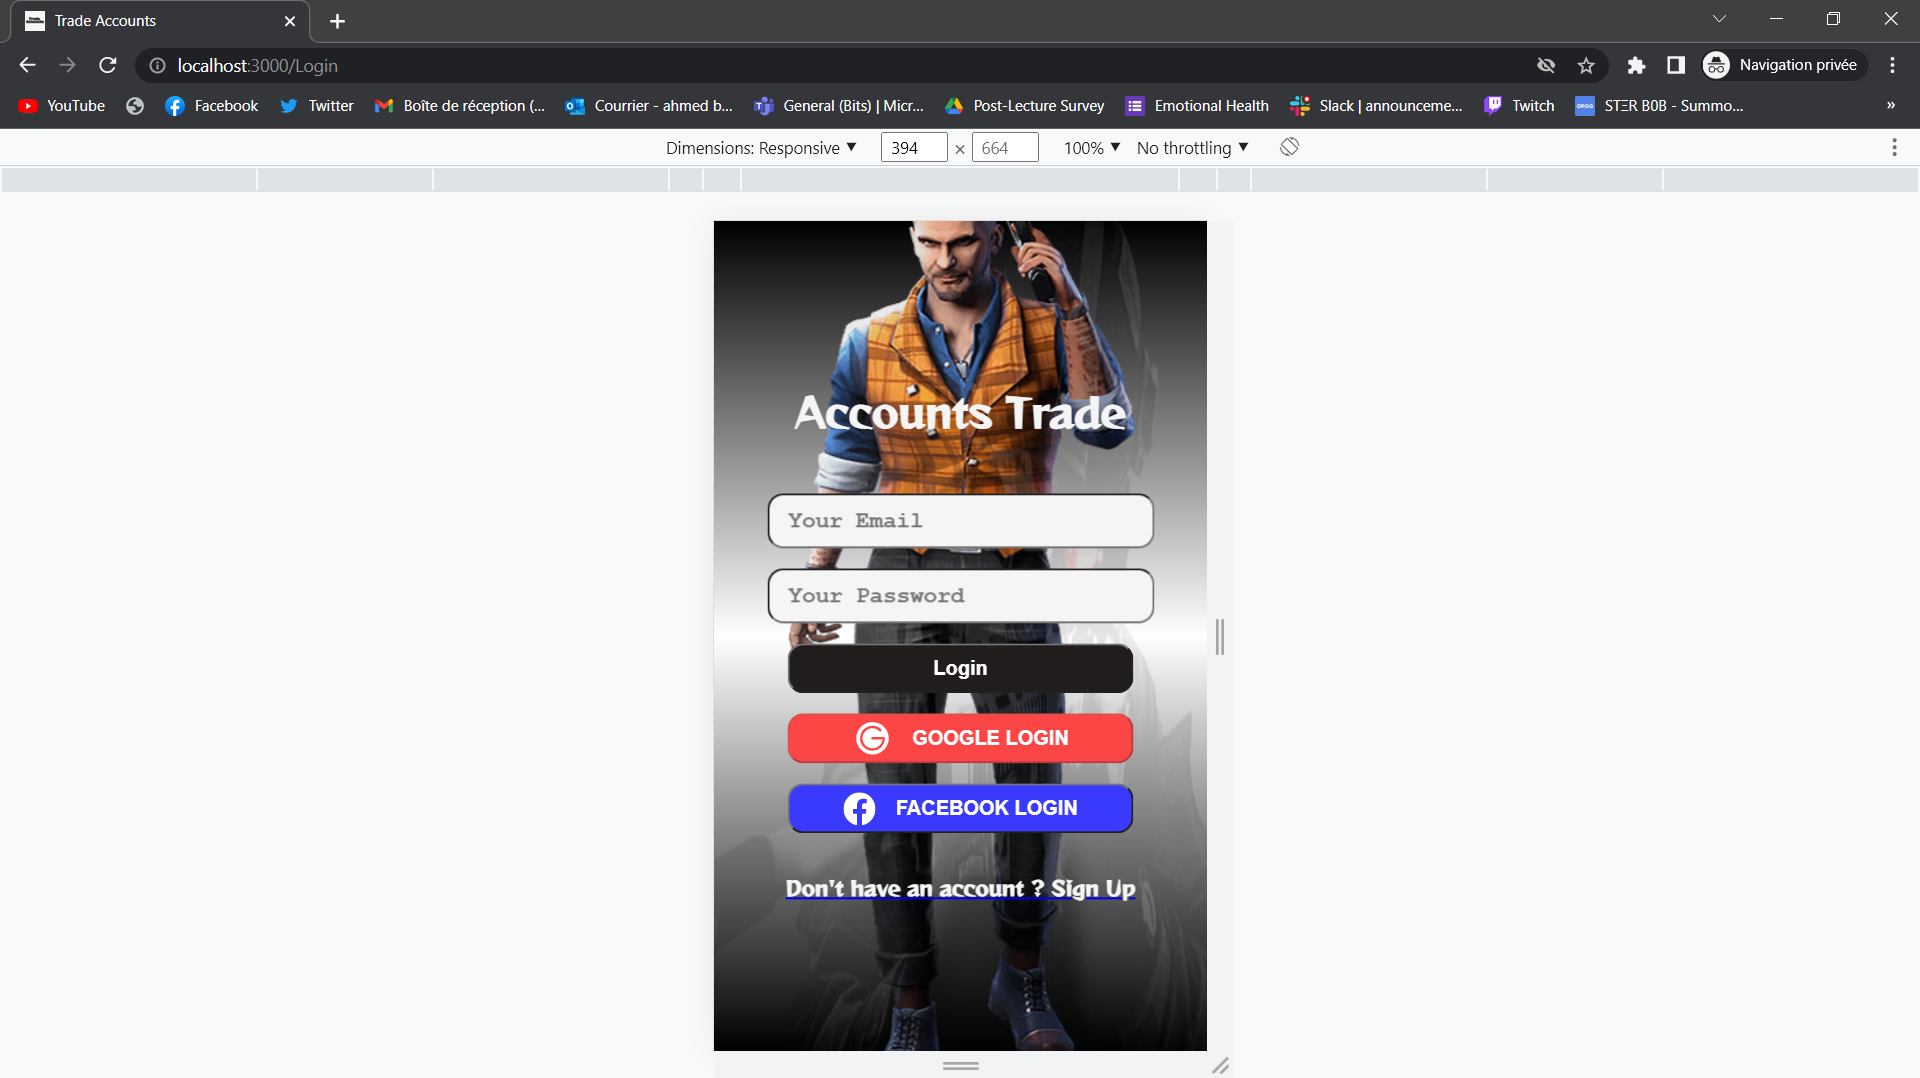 Trade Accounts
localhost:3000/Login
Navigation privée
YouTube
Facebook
Twitter
Boîte de réception (...
Courrier - ahmed b...
General (Bits) | Micr...
Post-Lecture Survey
Emotional Health
Slack | announceme...
Twitch
STΞR B0B - Summo...
»
Dimensions: Responsive
394 × 664
100%
No throttling
Accounts Trade
Your Email
Your Password
Login
GOOGLE LOGIN
FACEBOOK LOGIN
Don't have an account ? Sign Up